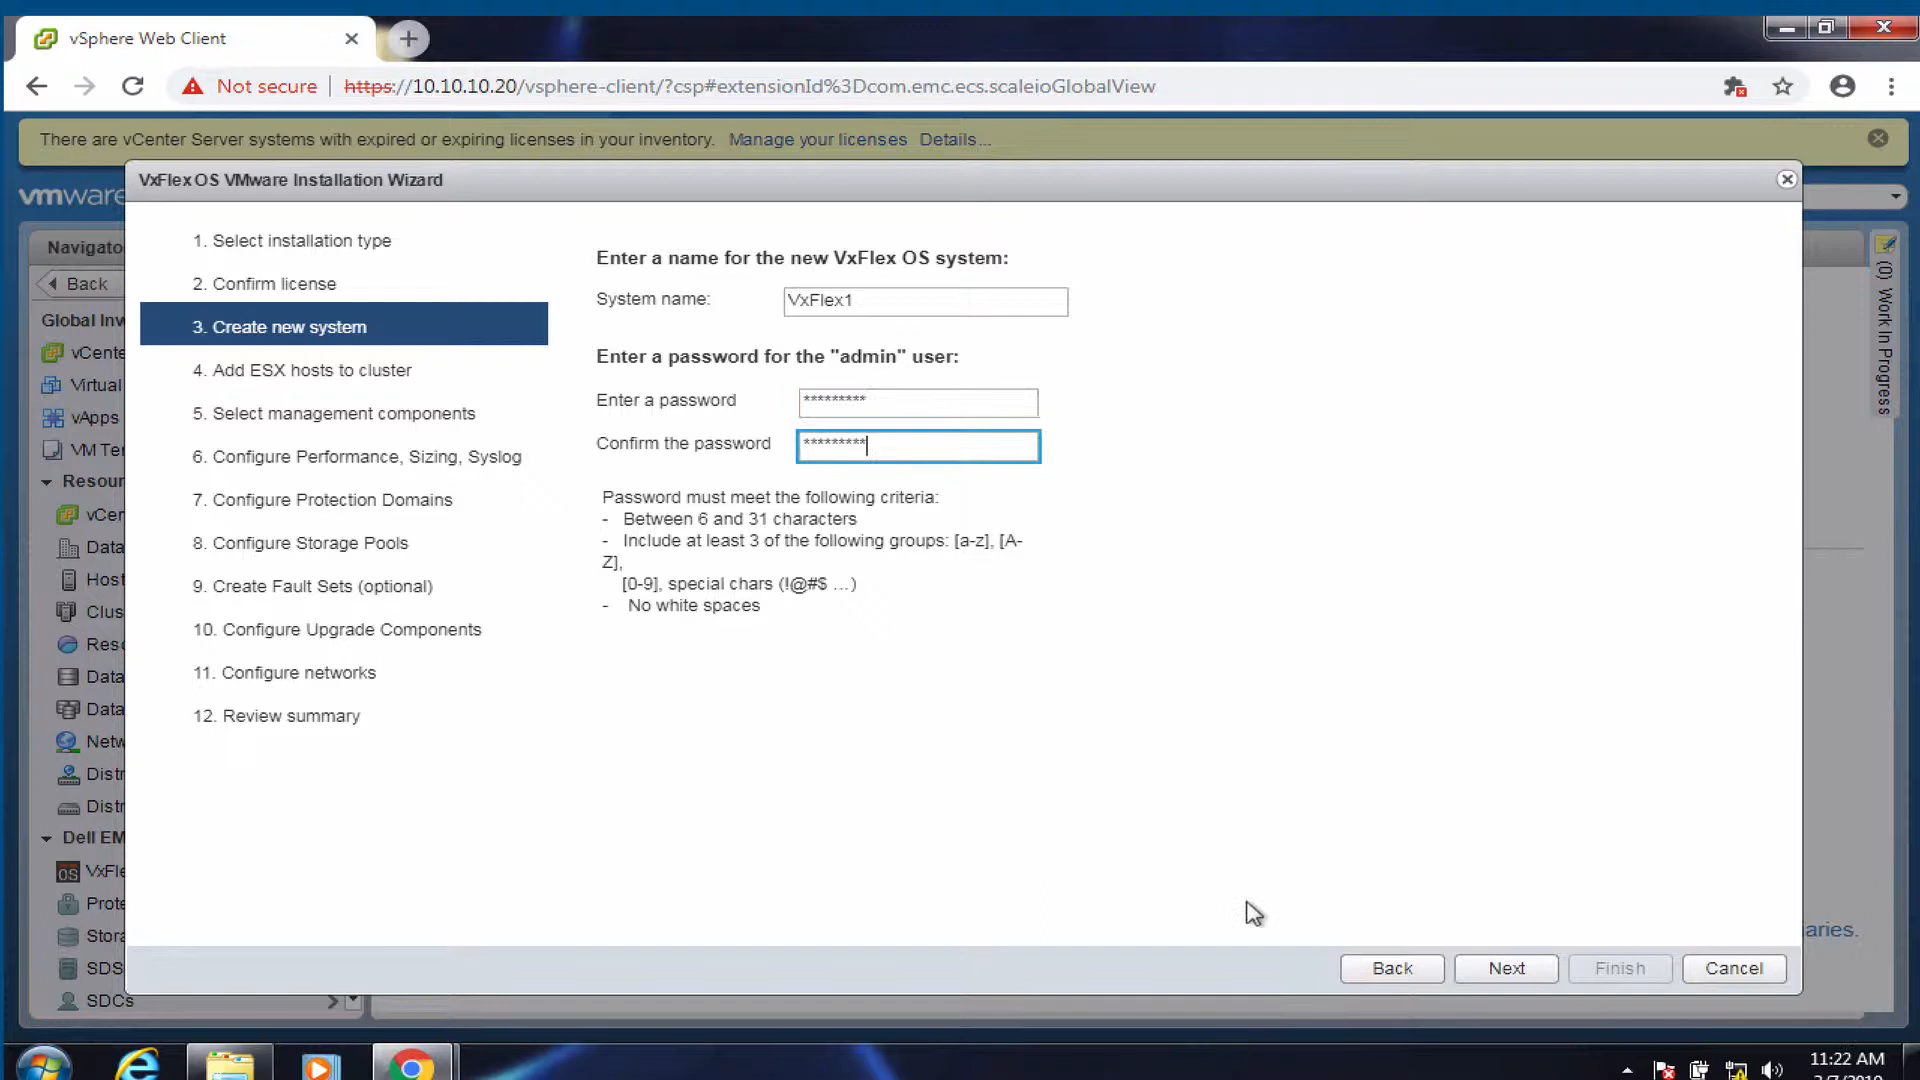 vSphere Web Client
Not secure
https://10.10.10.20/vsphere-client/?csp#extensionId%3Dcom.emc.ecs.scaleioGlobalView
There are vCenter Server systems with expired or expiring licenses in your inventory. Manage your licenses Details...
vmware
VxFlex OS VMware Installation Wizard
Navigato
Back
Global Inv
vCente
Virtual
vApps
VM Ten
Resour
vCen
Data
Host
Clus
Reso
Data
Data
Netw
Distr
Distr
Dell EM
VxFle
Prote
Stora
SDS
SDCs
1. Select installation type
2. Confirm license
3. Create new system
4. Add ESX hosts to cluster
5. Select management components
6. Configure Performance, Sizing, Syslog
7. Configure Protection Domains
8. Configure Storage Pools
9. Create Fault Sets (optional)
10. Configure Upgrade Components
11. Configure networks
12. Review summary
Enter a name for the new VxFlex OS system:
System name: VxFlex1
Enter a password for the "admin" user:
Enter a password *********
Confirm the password *********
Password must meet the following criteria:
- Between 6 and 31 characters
- Include at least 3 of the following groups: [a-z], [A-
Z],
[0-9], special chars (!@#$ ...)
- No white spaces
(0) Work In Progress
aries.
Back
Next
Finish
Cancel
OS
11:22 AM